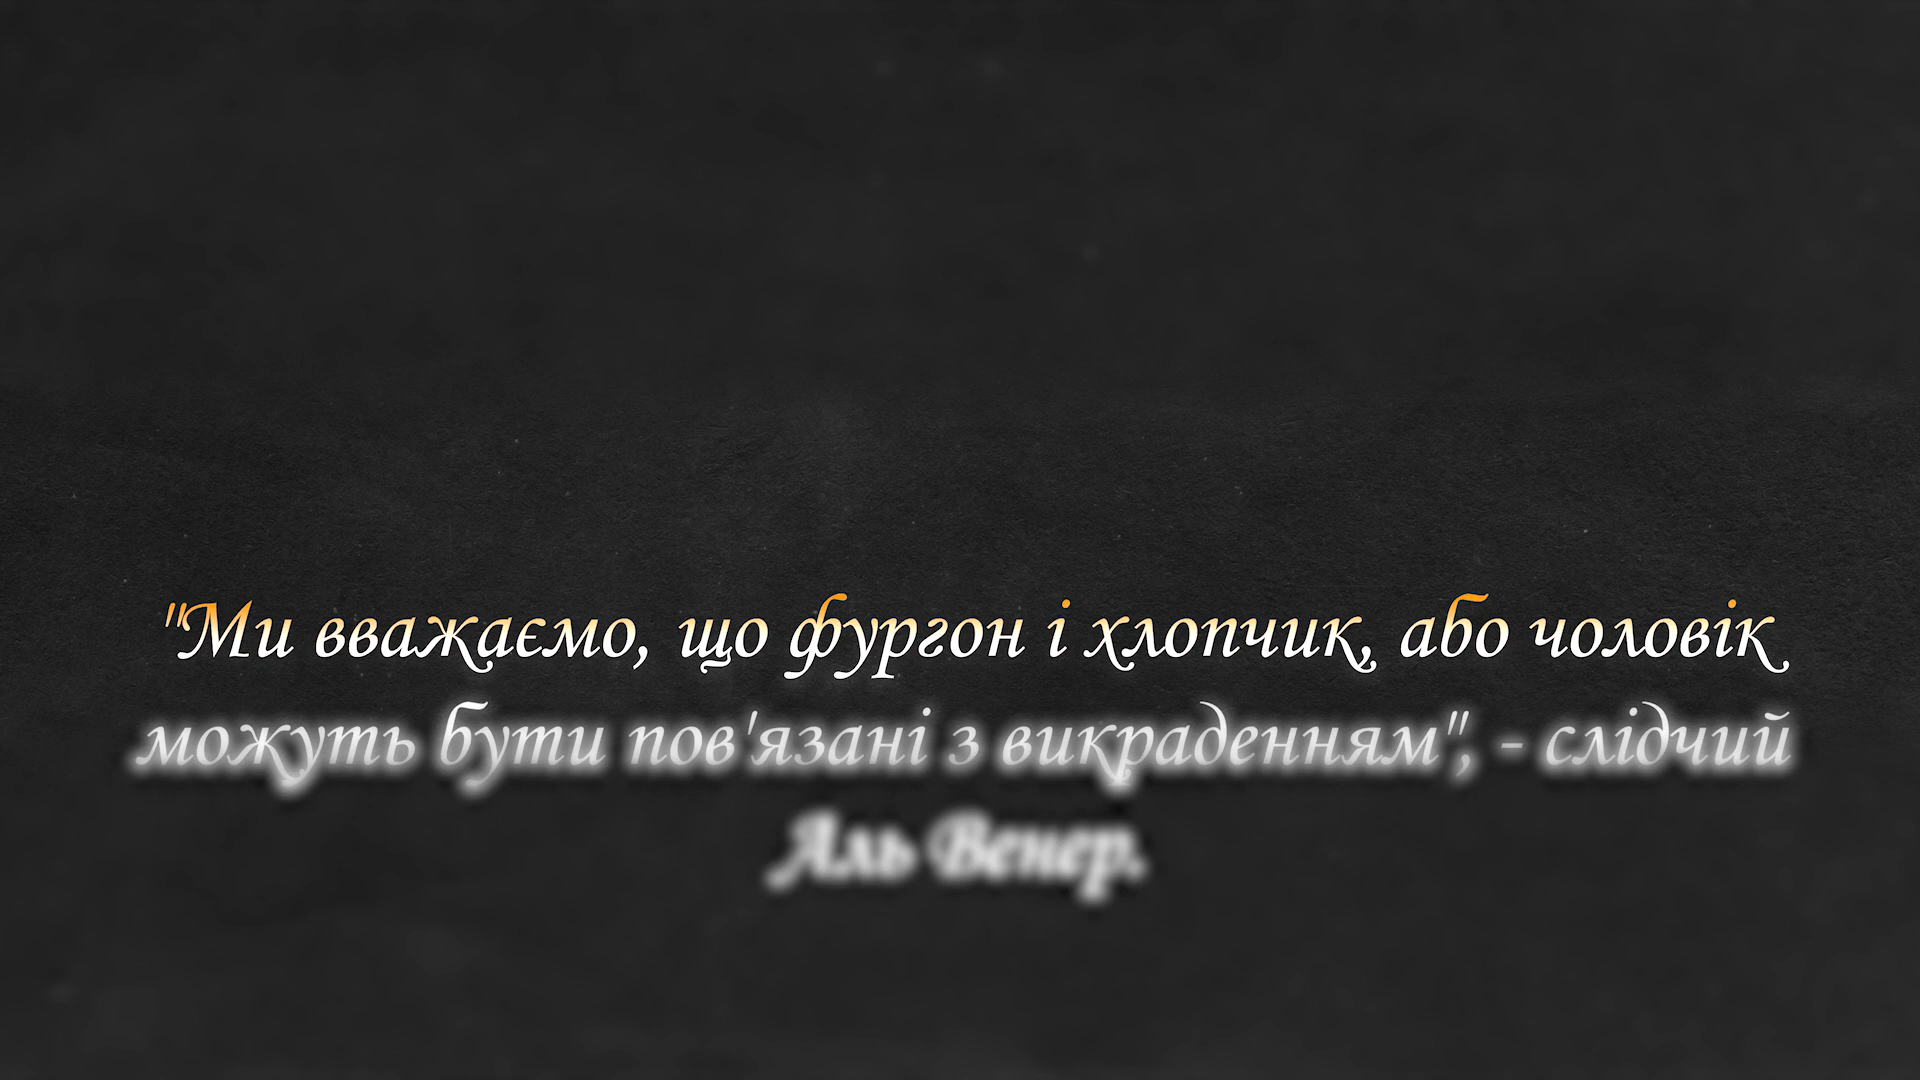 "Ми вважаємо, що фургон і хлопчик, або чоловік
можуть бути пов'язані з викраденням", - слідчий
Аль Венер.